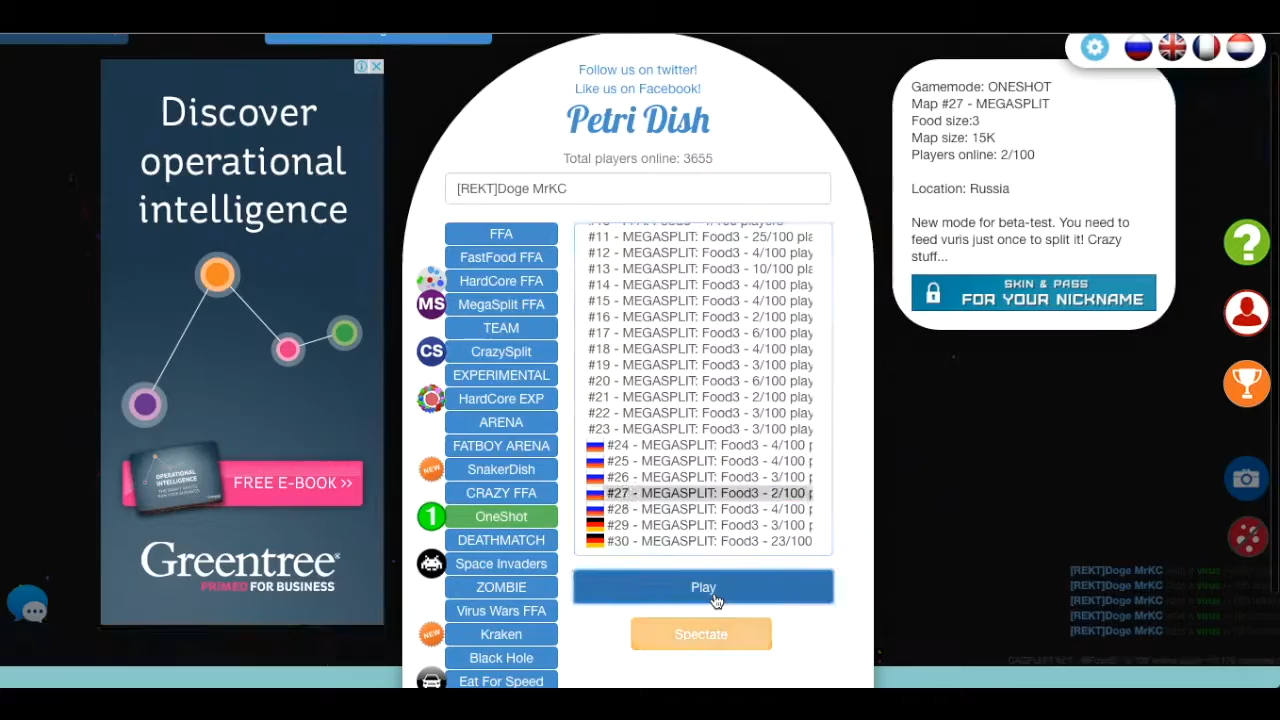 Discover
operational
intelligence
FREE E-BOOK >>
Greentree®
PRIMED FOR BUSINESS
Follow us on twitter!
Like us on Facebook!
Petri Dish
Total players online: 3655
[REKT]Doge MrKC
FFA
FastFood FFA
HardCore FFA
MS MegaSplit FFA
TEAM
CS CrazySplit
EXPERIMENTAL
HardCore EXP
ARENA
FATBOY ARENA
NEW SnakerDish
CRAZY FFA
1 OneShot
DEATHMATCH
Space Invaders
ZOMBIE
Virus Wars FFA
NEW Kraken
Black Hole
Eat For Speed
#11 - MEGASPLIT: Food3 - 25/100 pla
#12 - MEGASPLIT: Food3 - 4/100 play
#13 - MEGASPLIT: Food3 - 10/100 pla
#14 - MEGASPLIT: Food3 - 4/100 play
#15 - MEGASPLIT: Food3 - 4/100 play
#16 - MEGASPLIT: Food3 - 2/100 play
#17 - MEGASPLIT: Food3 - 6/100 play
#18 - MEGASPLIT: Food3 - 4/100 play
#19 - MEGASPLIT: Food3 - 3/100 play
#20 - MEGASPLIT: Food3 - 6/100 play
#21 - MEGASPLIT: Food3 - 2/100 play
#22 - MEGASPLIT: Food3 - 3/100 play
#23 - MEGASPLIT: Food3 - 3/100 play
#24 - MEGASPLIT: Food3 - 4/100 p
#25 - MEGASPLIT: Food3 - 4/100 p
#26 - MEGASPLIT: Food3 - 3/100 p
#27 - MEGASPLIT: Food3 - 2/100 p
#28 - MEGASPLIT: Food3 - 4/100 p
#29 - MEGASPLIT: Food3 - 3/100 p
#30 - MEGASPLIT: Food3 - 23/100
Play
Spectate
Gamemode: ONESHOT
Map #27 - MEGASPLIT
Food size:3
Map size: 15K
Players online: 2/100
Location: Russia
New mode for beta-test. You need to
feed vuris just once to split it! Crazy
stuff...
SKIN & PASS
FOR YOUR NICKNAME
?
[REKT]Doge MrKC
[REKT]Doge MrKC
[REKT]Doge MrKC
[REKT]Doge MrKC
[REKT]Doge MrKC